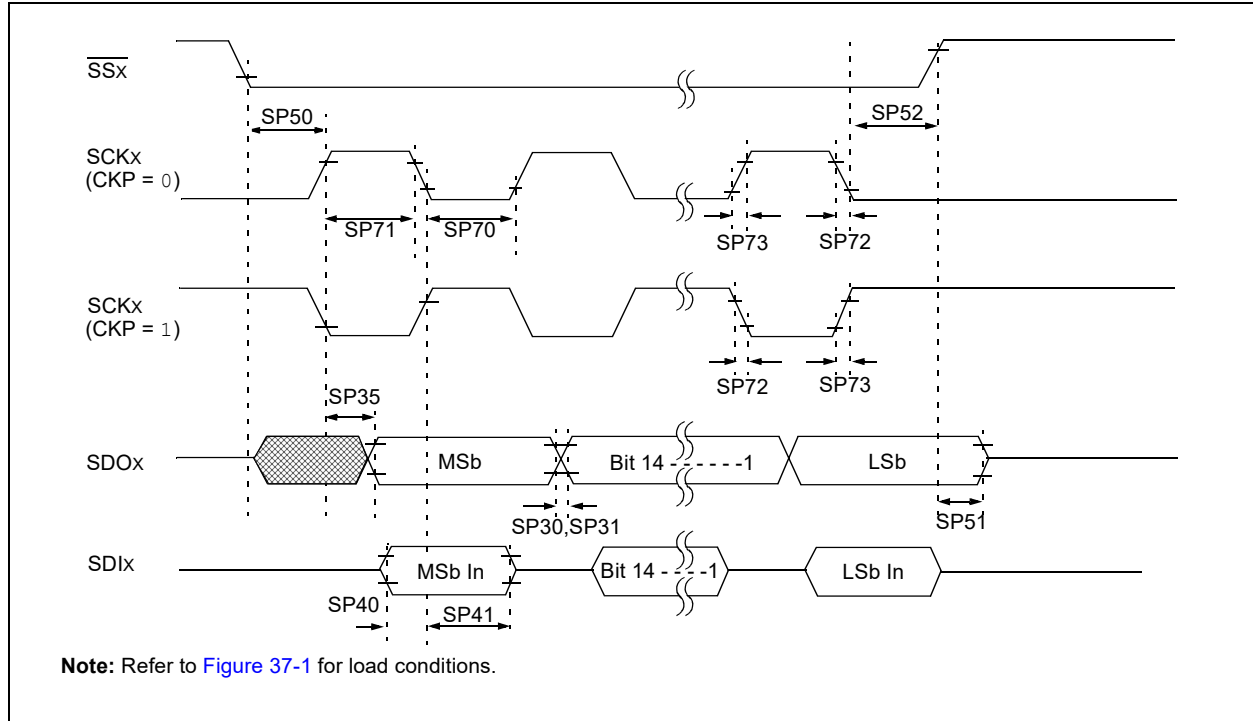 SSx
SP50
SP52
SCKx
(CKP = 0)
SP71
SP70
SP73
SP72
SCKx
(CKP = 1)
SP72
SP73
SP35
SDOx
MSb
Bit 14 - - - - - -1
LSb
SP30,SP31
SP51
SDIx
MSb In
Bit 14 - - - - -1
LSb In
SP40
SP41
Note: Refer to Figure 37-1 for load conditions.